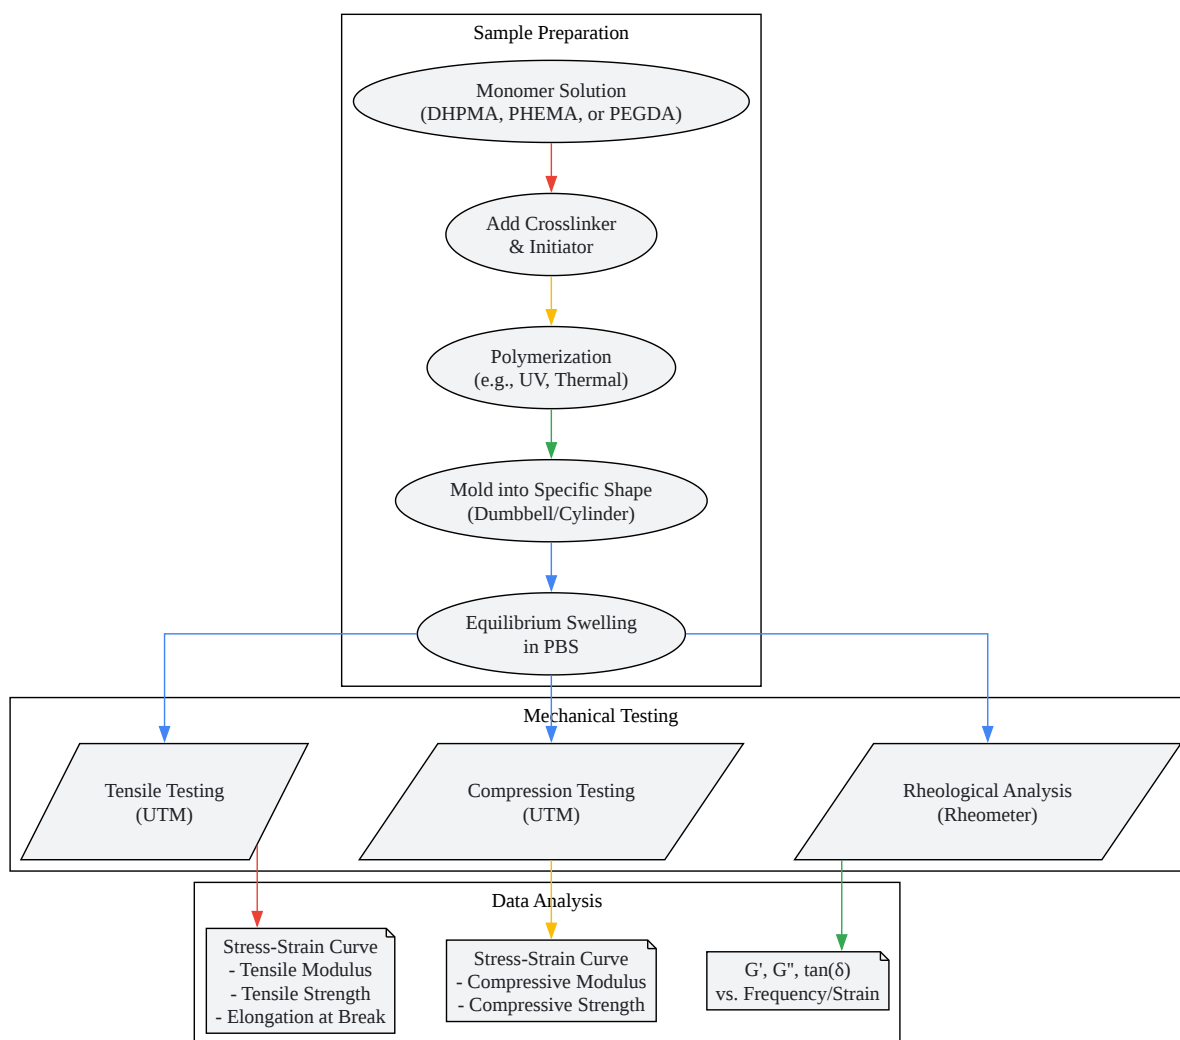 Sample Preparation
Monomer Solution
(DHPMA, PHEMA, or PEGDA)
Add Crosslinker
& Initiator
Polymerization
(e.g., UV, Thermal)
Mold into Specific Shape
(Dumbbell/Cylinder)
Equilibrium Swelling
in PBS
Mechanical Testing
Tensile Testing
(UTM)
Compression Testing
(UTM)
Rheological Analysis
(Rheometer)
Data Analysis
Stress-Strain Curve
- Tensile Modulus
- Tensile Strength
- Elongation at Break
Stress-Strain Curve
- Compressive Modulus
- Compressive Strength
G', G'', tan(δ)
vs. Frequency/Strain